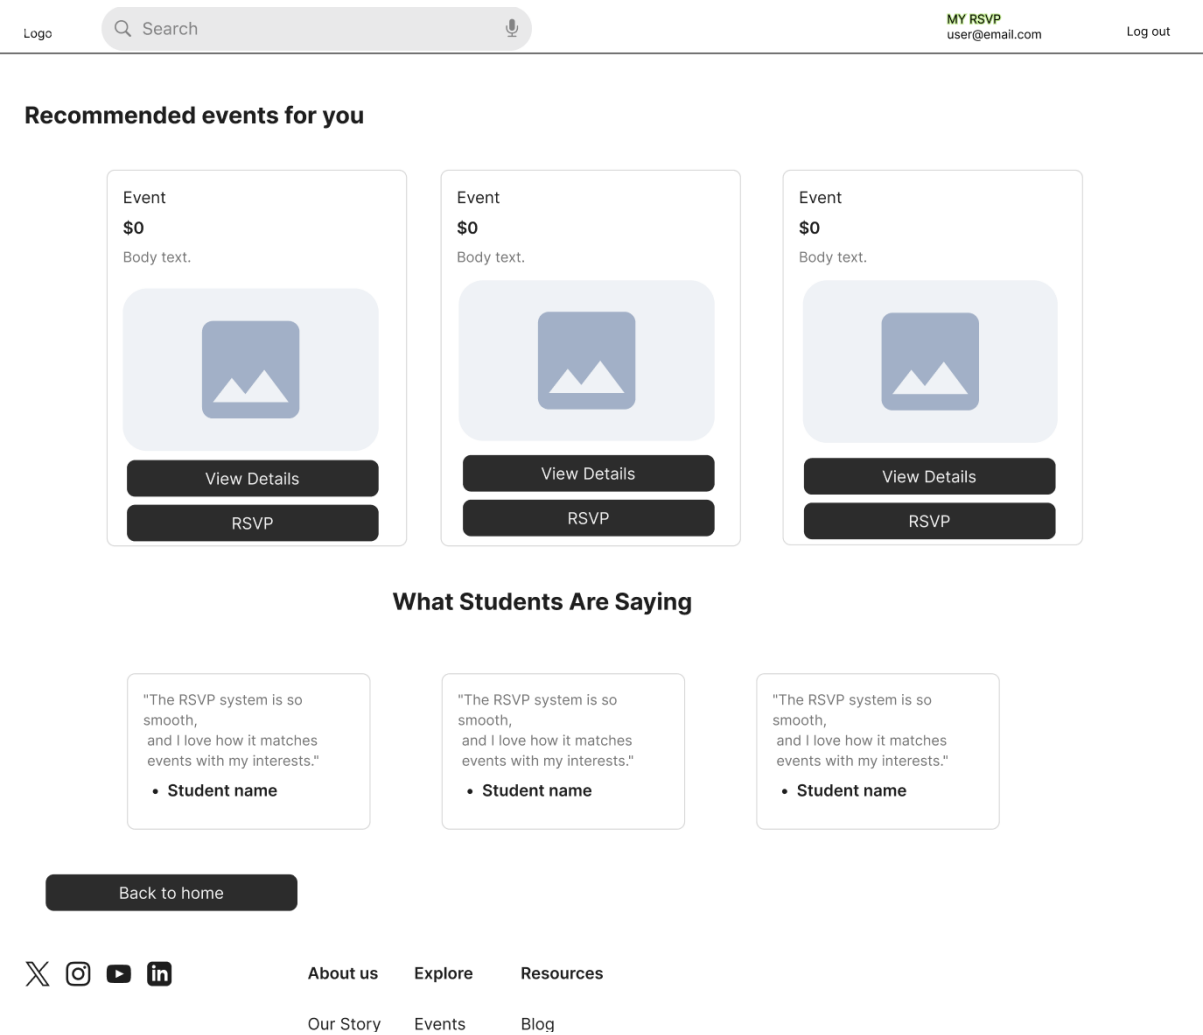 Logo
Search
MY RSVP
user@email.com
Log out
Recommended events for you
Event
$0
Body text.
View Details
RSVP
Event
$0
Body text.
View Details
RSVP
Event
$0
Body text.
View Details
RSVP
What Students Are Saying
"The RSVP system is so
smooth,
and I love how it matches
events with my interests."
• Student name
"The RSVP system is so
smooth,
and I love how it matches
events with my interests."
• Student name
"The RSVP system is so
smooth,
and I love how it matches
events with my interests."
• Student name
Back to home
About us
Our Story
Explore
Events
Resources
Blog